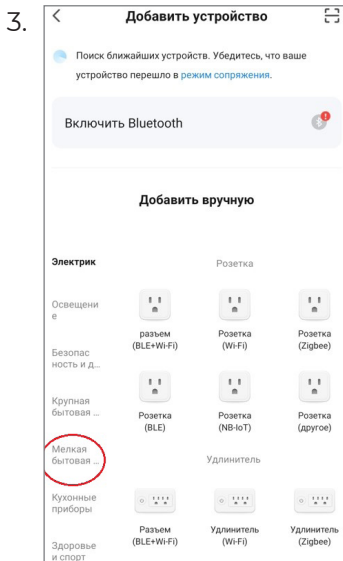 3.
Добавить устройство
Поиск ближайших устройств. Убедитесь, что ваше
устройство перешло в режим сопряжения.
Включить Bluetooth
Добавить вручную
Электрик
Розетка
Освещени
е
разъем
(BLE+Wi-Fi)
Розетка
(Wi-Fi)
Розетка
(Zigbee)
Безопас
ность и д...
Крупная
бытовая ...
Розетка
(BLE)
Розетка
(NB-IoT)
Розетка
(другое)
Мелкая
бытовая ...
Удлинитель
Кухонные
приборы
Разъем
(BLE+Wi-Fi)
Удлинитель
(Wi-Fi)
Удлинитель
(Zigbee)
Здоровье
и спорт